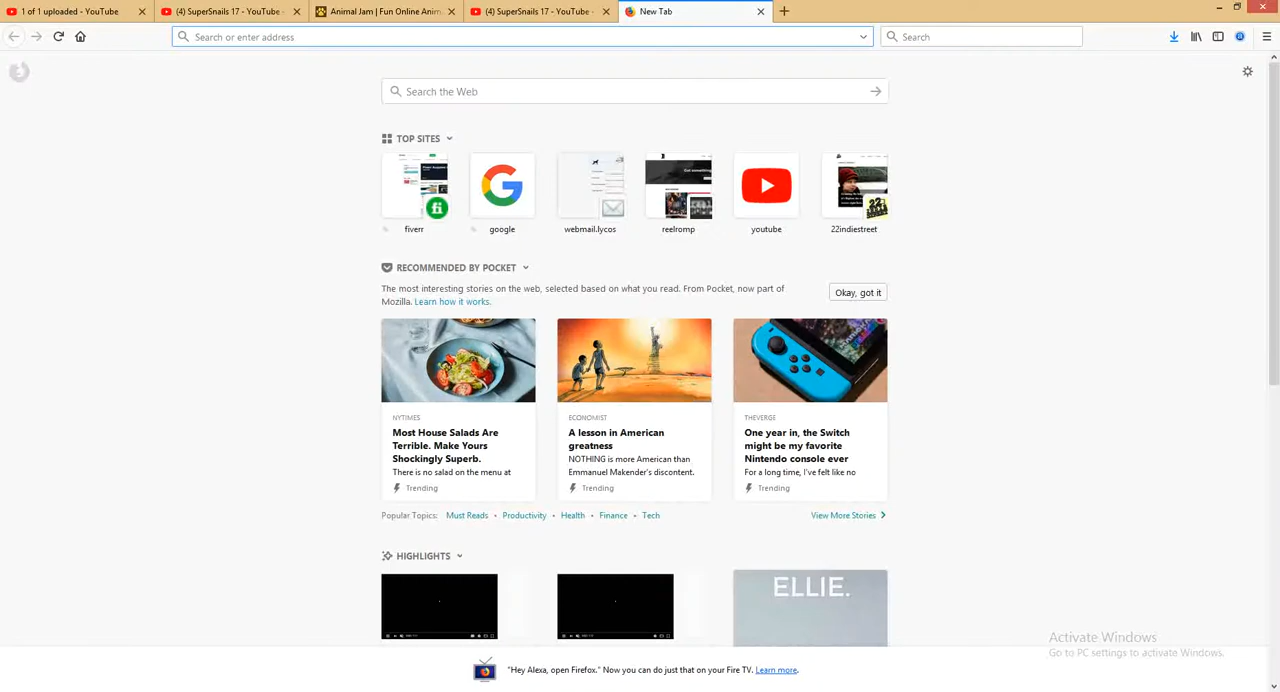 1 of 1 uploaded - YouTube
(4) SuperSnails 17 - YouTube -
Animal Jam | Fun Online Anim
(4) SuperSnails 17 - YouTube -
New Tab
Search or enter address
Search
Search the Web
TOP SITES
fiverr
google
webmail.lycos
reelromp
youtube
22indiestreet
RECOMMENDED BY POCKET
The most interesting stories on the web, selected based on what you read. From Pocket, now part of
Mozilla. Learn how it works.
Okay, got it
NYTIMES
Most House Salads Are
Terrible. Make Yours
Shockingly Superb.
There is no salad on the menu at
Trending
ECONOMIST
A lesson in American
greatness
NOTHING is more American than
Emmanuel Makender's discontent.
Trending
THEVERGE
One year in, the Switch
might be my favorite
Nintendo console ever
For a long time, I've felt like no
Trending
Popular Topics: Must Reads • Productivity • Health • Finance • Tech
View More Stories
HIGHLIGHTS
ELLIE.
Activate Windows
Go to PC settings to activate Windows.
"Hey Alexa, open Firefox." Now you can do just that on your Fire TV. Learn more.